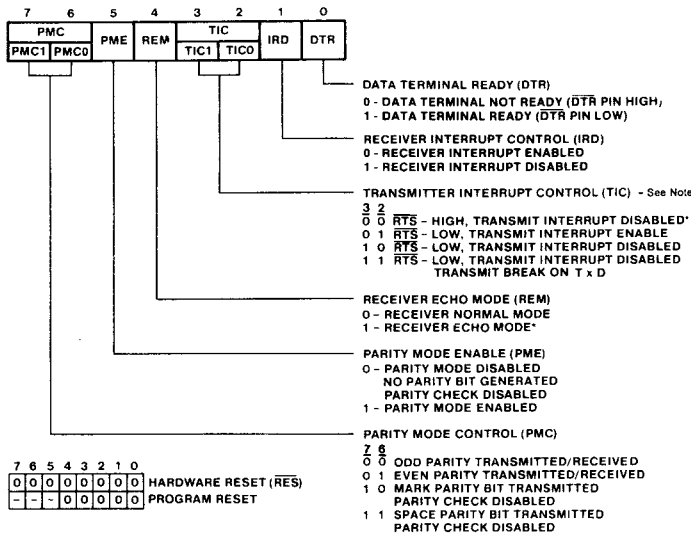 7 6 5 4 3 2 1 0
PMC PME REM TIC IRD DTR
PMC1 PMC0 TIC1 TIC0
DATA TERMINAL READY (DTR)
0 - DATA TERMINAL NOT READY (D̅T̅R̅ PIN HIGH)
1 - DATA TERMINAL READY (D̅T̅R̅ PIN LOW)
RECEIVER INTERRUPT CONTROL (IRD)
0 - RECEIVER INTERRUPT ENABLED
1 - RECEIVER INTERRUPT DISABLED
TRANSMITTER INTERRUPT CONTROL (TIC) - See Note
3 2
0 0 R̅T̅S̅ - HIGH, TRANSMIT INTERRUPT DISABLED*
0 1 R̅T̅S̅ - LOW, TRANSMIT INTERRUPT ENABLE
1 0 R̅T̅S̅ - LOW, TRANSMIT INTERRUPT DISABLED
1 1 R̅T̅S̅ - LOW, TRANSMIT INTERRUPT DISABLED
TRANSMIT BREAK ON T x D
RECEIVER ECHO MODE (REM)
0 - RECEIVER NORMAL MODE
1 - RECEIVER ECHO MODE*
PARITY MODE ENABLE (PME)
0 - PARITY MODE DISABLED
NO PARITY BIT GENERATED
PARITY CHECK DISABLED
1 - PARITY MODE ENABLED
PARITY MODE CONTROL (PMC)
7 6
0 0 ODD PARITY TRANSMITTED/RECEIVED
0 1 EVEN PARITY TRANSMITTED/RECEIVED
1 0 MARK PARITY BIT TRANSMITTED
PARITY CHECK DISABLED
1 1 SPACE PARITY BIT TRANSMITTED
PARITY CHECK DISABLED
7 6 5 4 3 2 1 0
0 0 0 0 0 0 0 0 HARDWARE RESET (R̅E̅S̅)
- - - 0 0 0 0 0 PROGRAM RESET